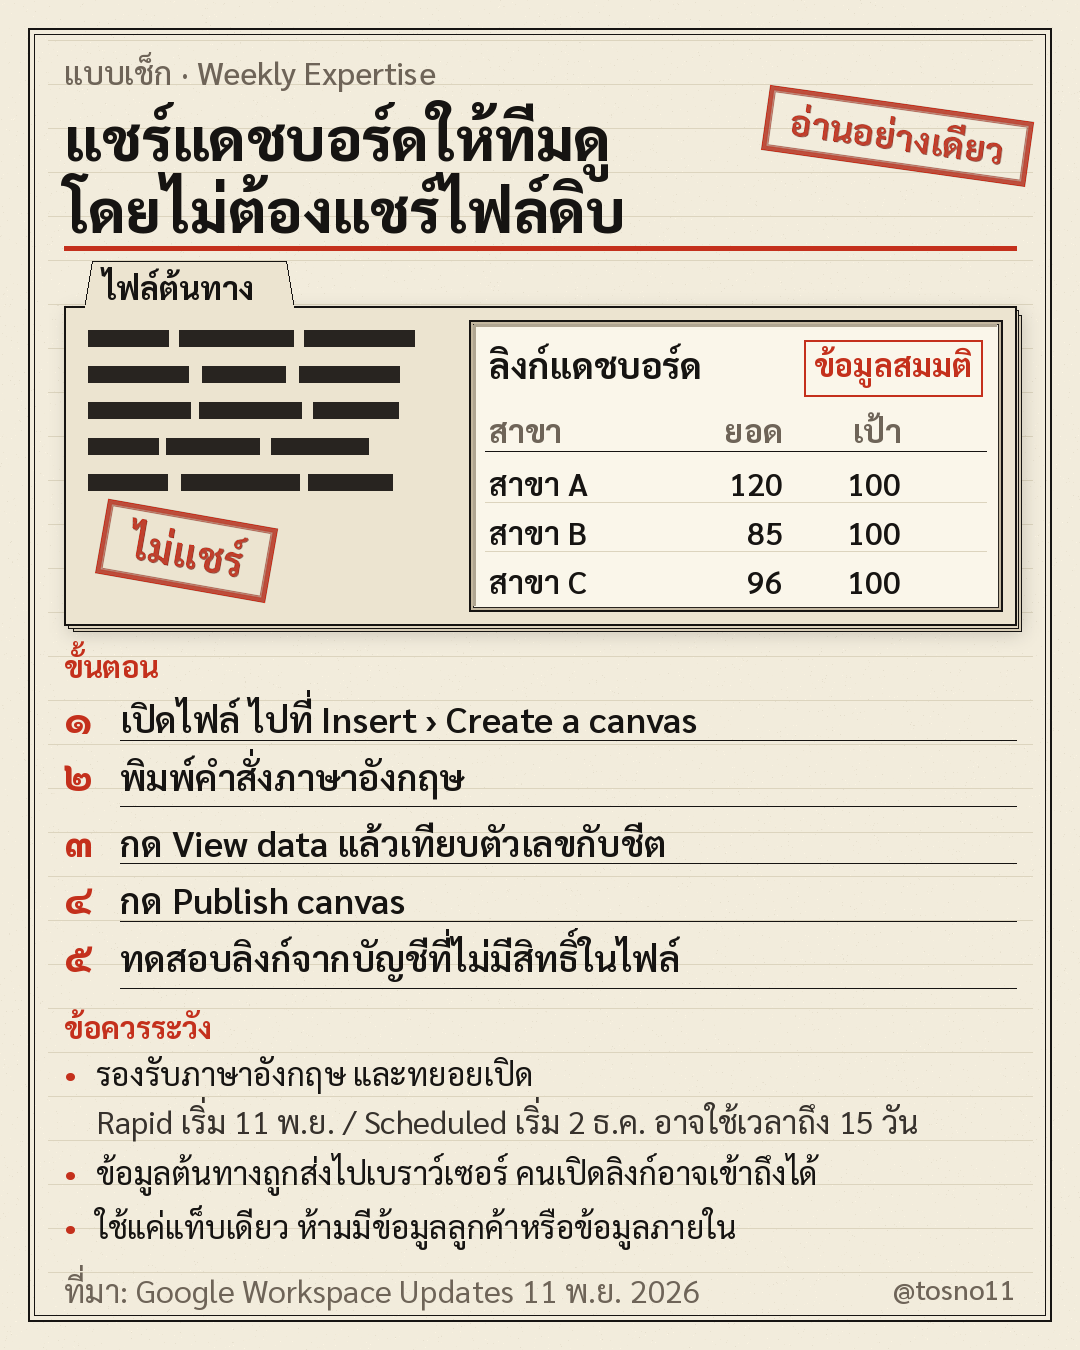 แบบเช็ก · Weekly Expertise
แชร์แดชบอร์ดให้ทีมดู
โดยไม่ต้องแชร์ไฟล์ดิบ
อ่านอย่างเดียว
ไฟล์ต้นทาง
ไม่แชร์
ลิงก์แดชบอร์ด
ข้อมูลสมมติ
สาขา ยอด เป้า
สาขา A 120 100
สาขา B 85 100
สาขา C 96 100
ขั้นตอน
๑ เปิดไฟล์ ไปที่ Insert › Create a canvas
๒ พิมพ์คำสั่งภาษาอังกฤษ
๓ กด View data แล้วเทียบตัวเลขกับชีต
๔ กด Publish canvas
๕ ทดสอบลิงก์จากบัญชีที่ไม่มีสิทธิ์ในไฟล์
ข้อควรระวัง
• รองรับภาษาอังกฤษ และทยอยเปิด
Rapid เริ่ม 11 พ.ย. / Scheduled เริ่ม 2 ธ.ค. อาจใช้เวลาถึง 15 วัน
• ข้อมูลต้นทางถูกส่งไปเบราว์เซอร์ คนเปิดลิงก์อาจเข้าถึงได้
• ใช้แค่แท็บเดียว ห้ามมีข้อมูลลูกค้าหรือข้อมูลภายใน
ที่มา: Google Workspace Updates 11 พ.ย. 2026
@tosno11